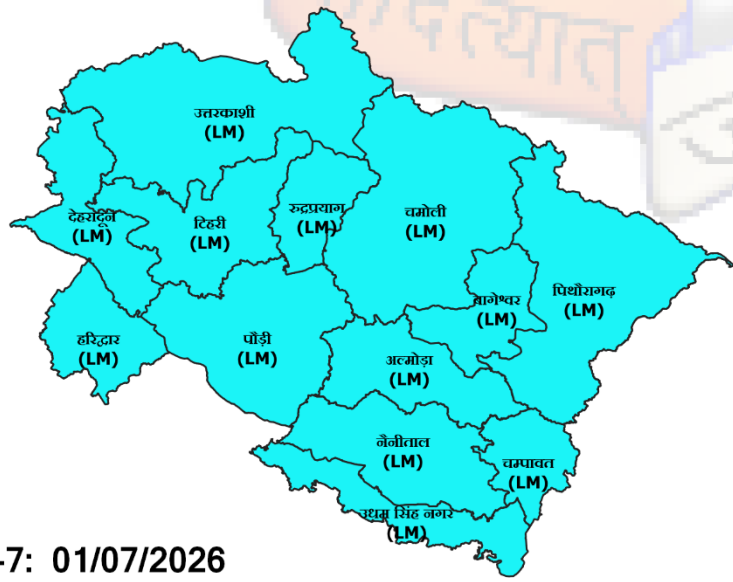 उत्तरकाशी
(LM)
देहरादून
(LM)
टिहरी
(LM)
रुद्रप्रयाग
(LM)
चमोली
(LM)
बागेश्वर
(LM)
पिथौरागढ़
(LM)
हरिद्वार
(LM)
पौड़ी
(LM)
अल्मोड़ा
(LM)
नैनीताल
(LM)
चम्पावत
(LM)
उधम सिंह नगर
(LM)
-7: 01/07/2026